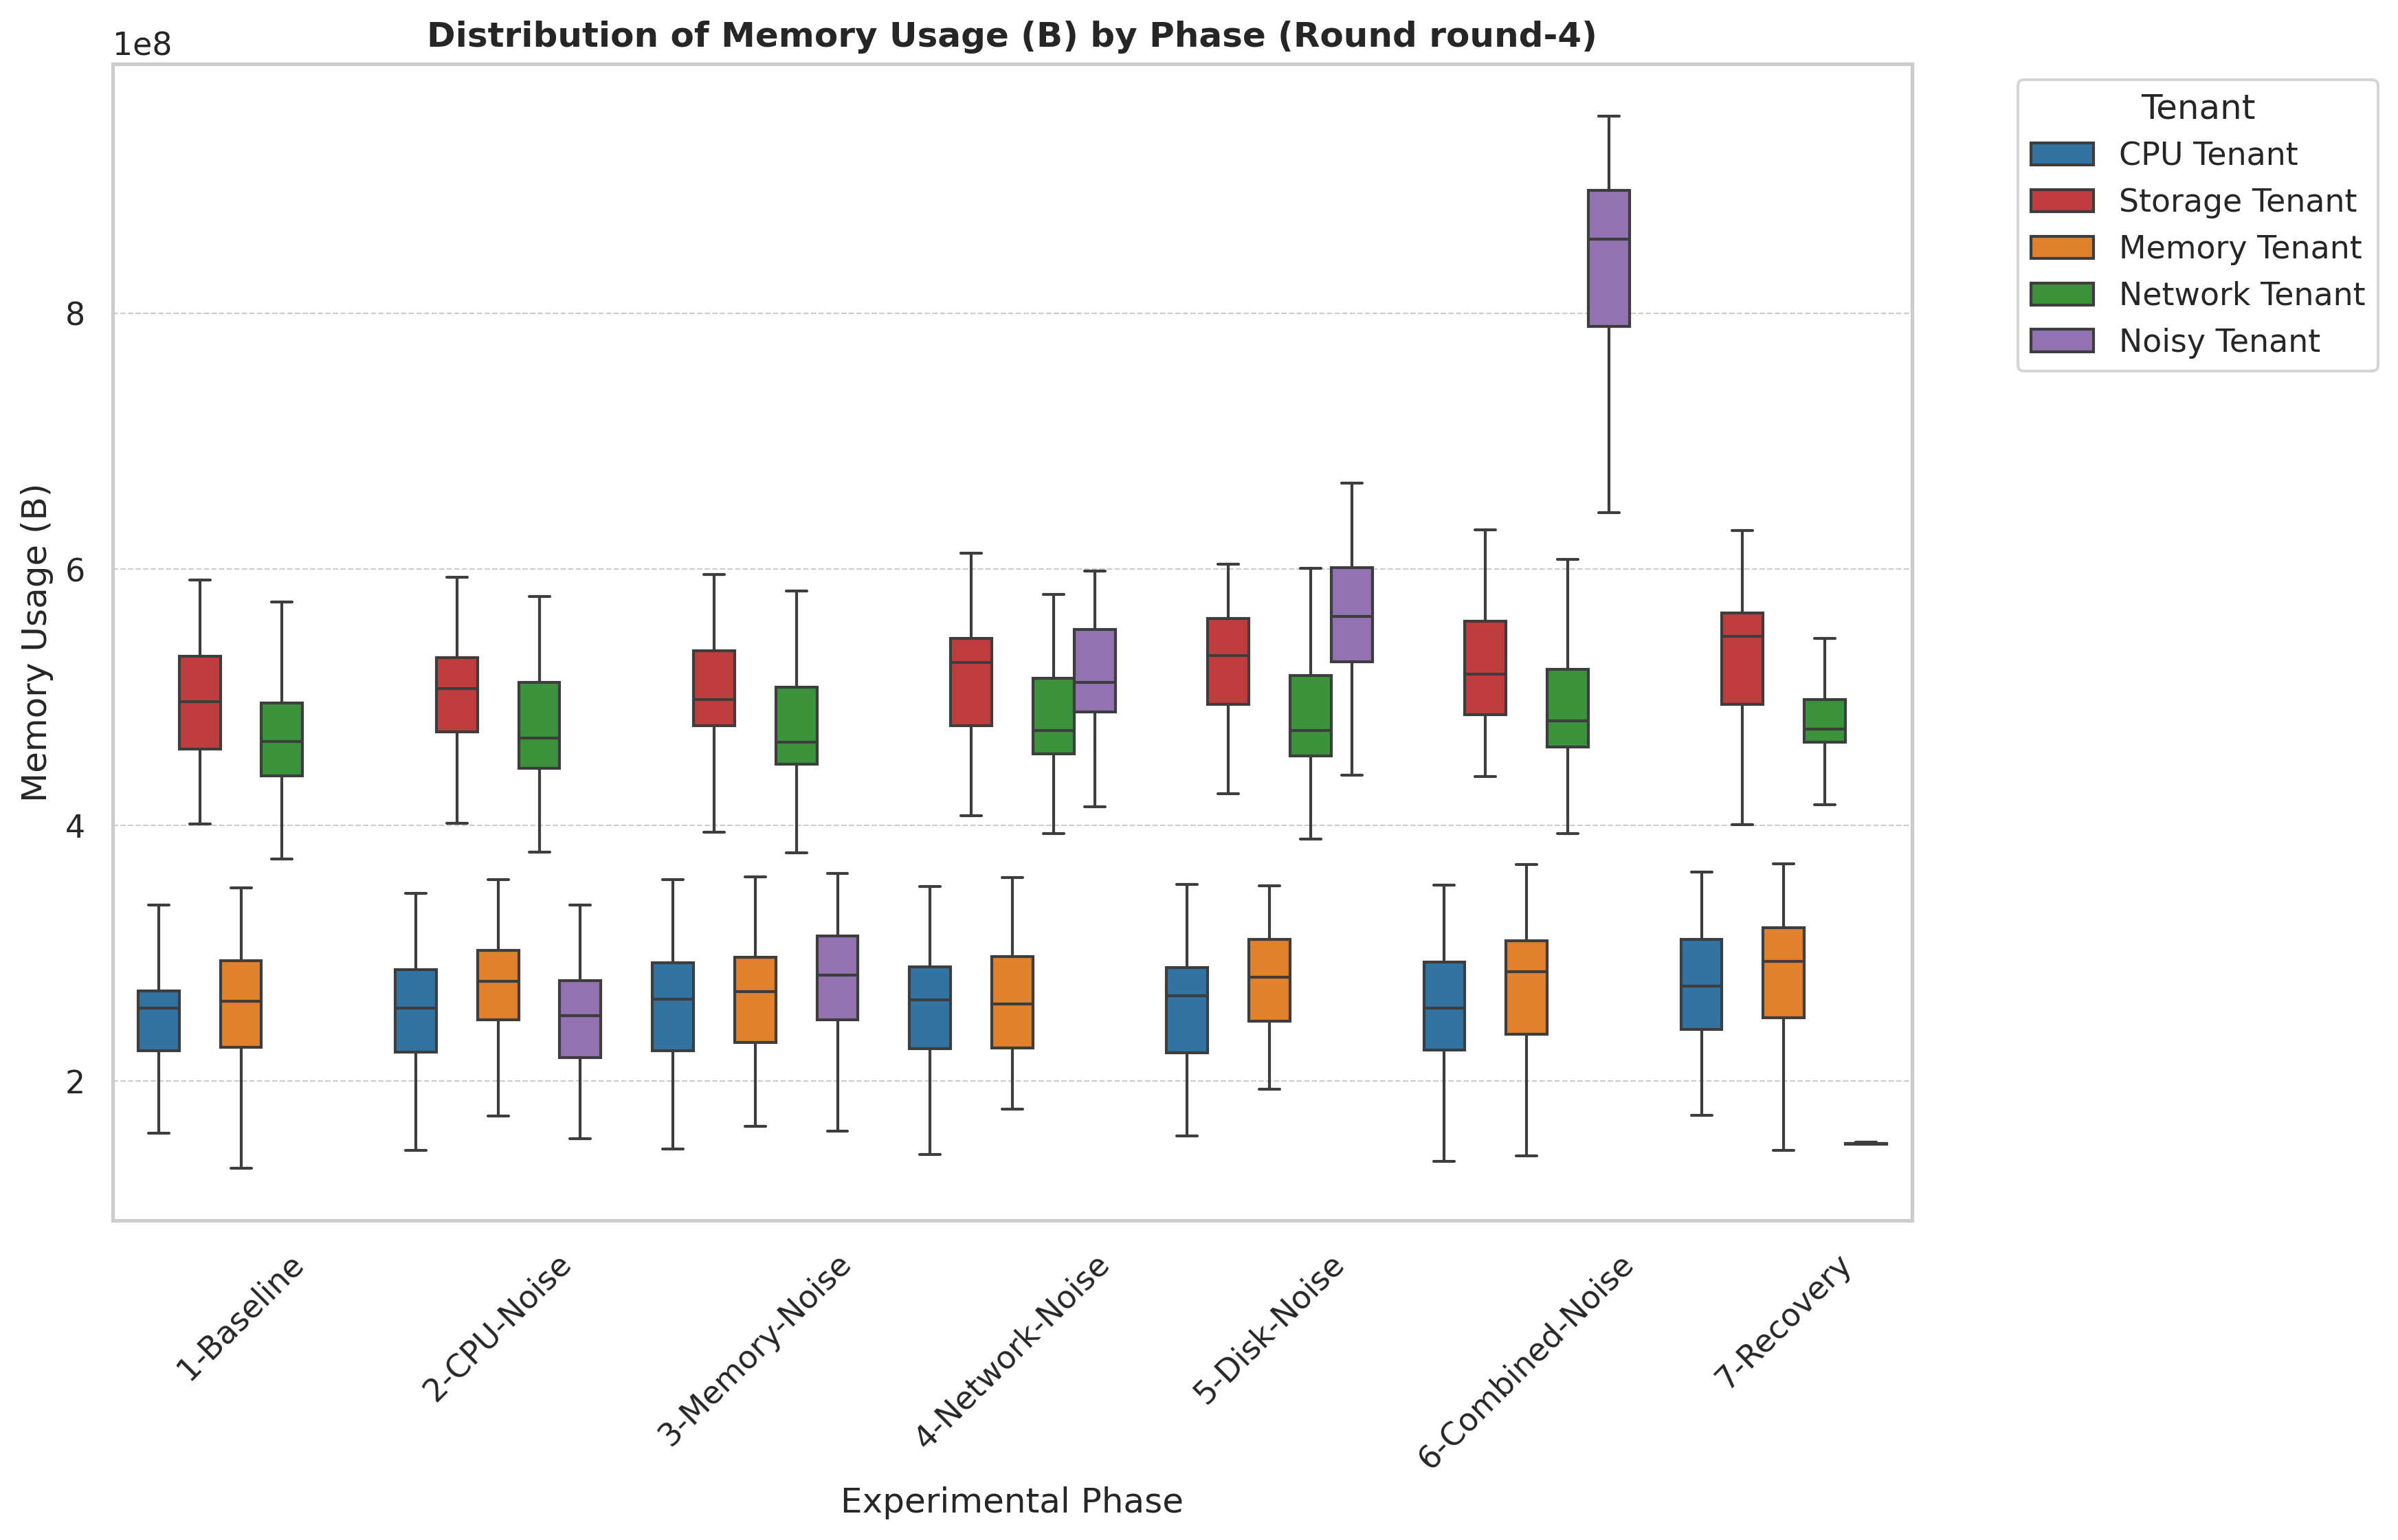 Distribution of Memory Usage (B) by Phase (Round round-4)
1e8
Memory Usage (B)
8
6
4
2
1-Baseline
2-CPU-Noise
3-Memory-Noise
4-Network-Noise
5-Disk-Noise
6-Combined-Noise
7-Recovery
Experimental Phase
Tenant
CPU Tenant
Storage Tenant
Memory Tenant
Network Tenant
Noisy Tenant